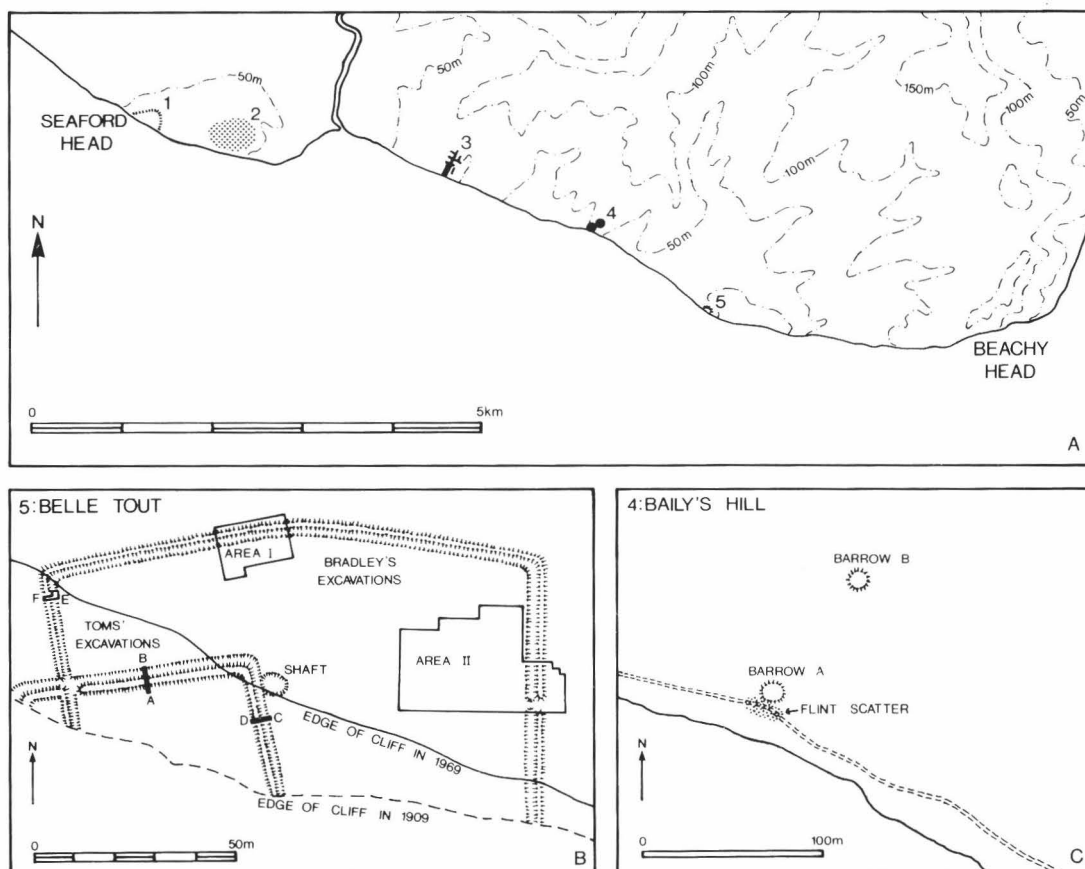 50m
1
SEAFORD
HEAD
2
50m
3
100m
150m
100m
50m
100m
4
50m
5
BEACHY
HEAD
N
0
5km
A
5:BELLE TOUT
AREA I
BRADLEY'S
EXCAVATIONS
F E
TOMS'
EXCAVATIONS
B
A
SHAFT
AREA II
D C
EDGE OF CLIFF IN 1969
EDGE OF CLIFF IN 1909
N
0
50m
B
4:BAILY'S HILL
BARROW B
BARROW A
FLINT SCATTER
N
0
100m
C